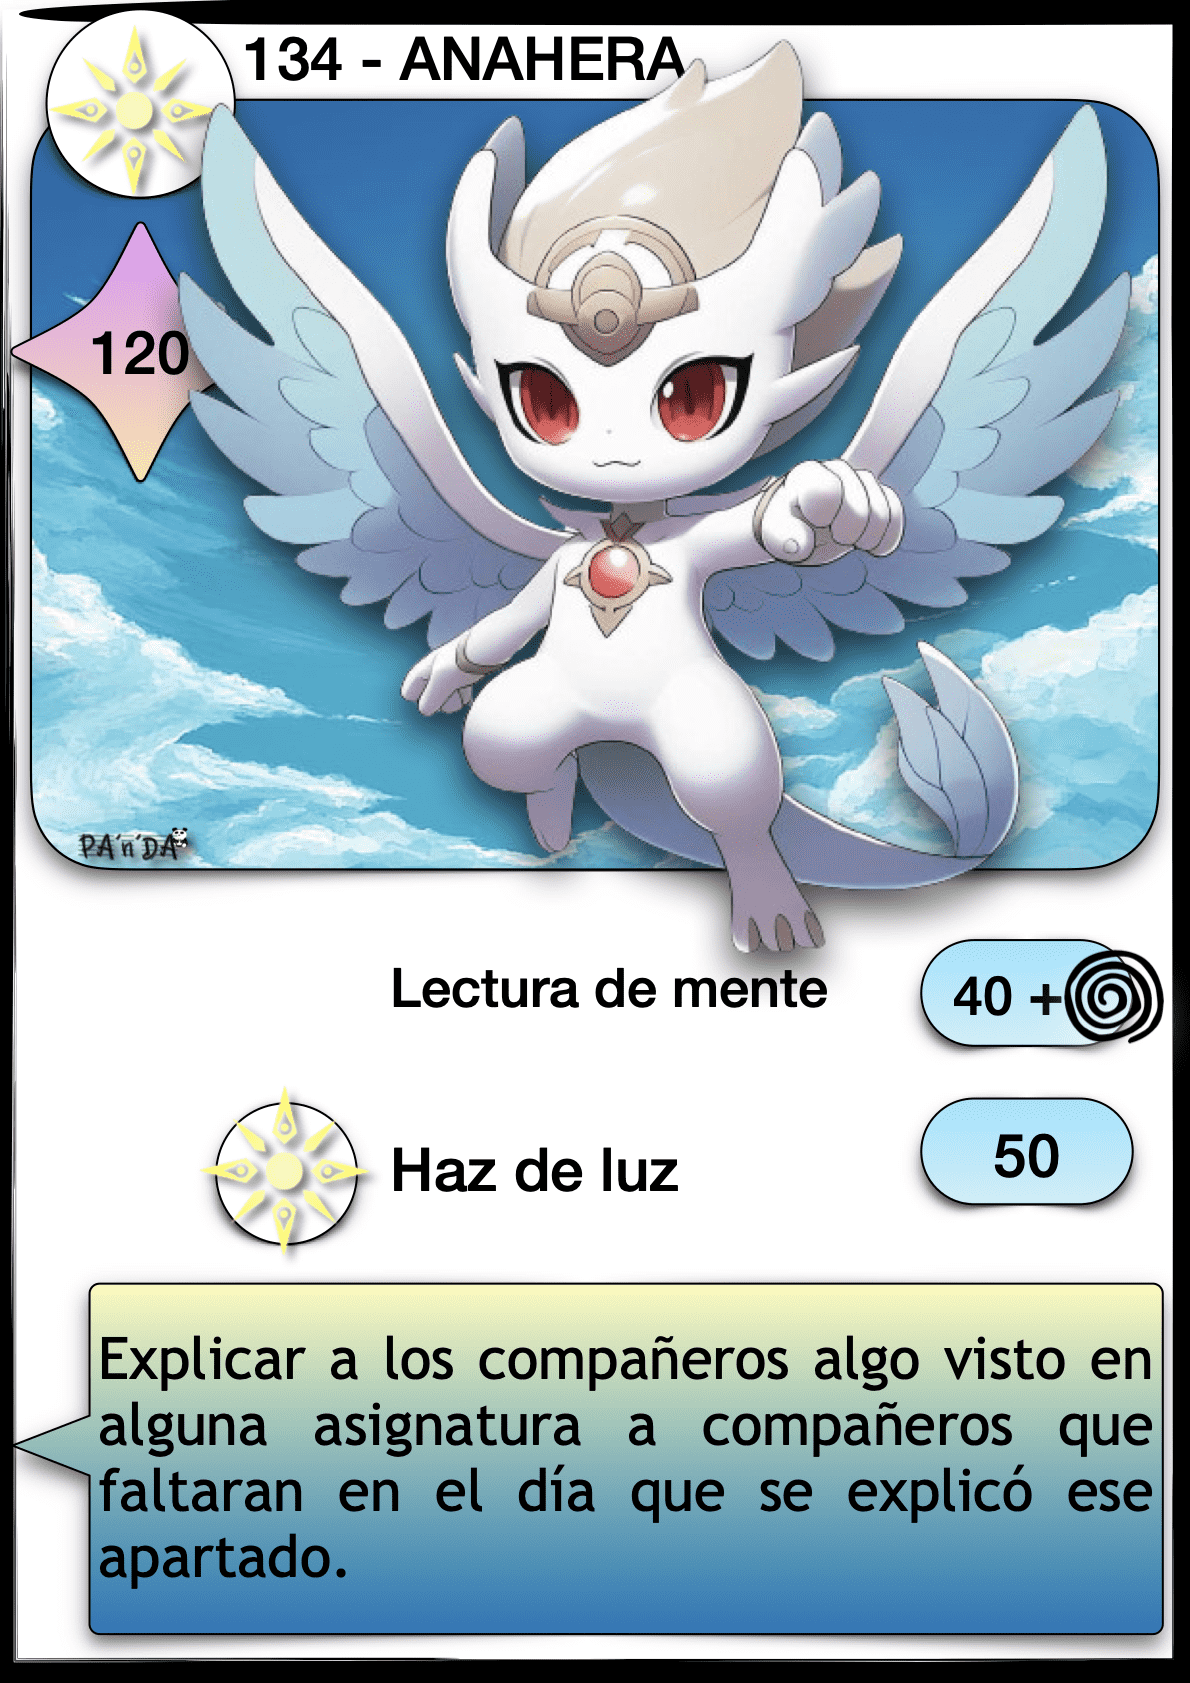 134 - ANAHERA
120
PA'n'DA
Lectura de mente
40 +
Haz de luz
50
Explicar a los compañeros algo visto en
alguna asignatura a compañeros que
faltaran en el día que se explicó ese
apartado.